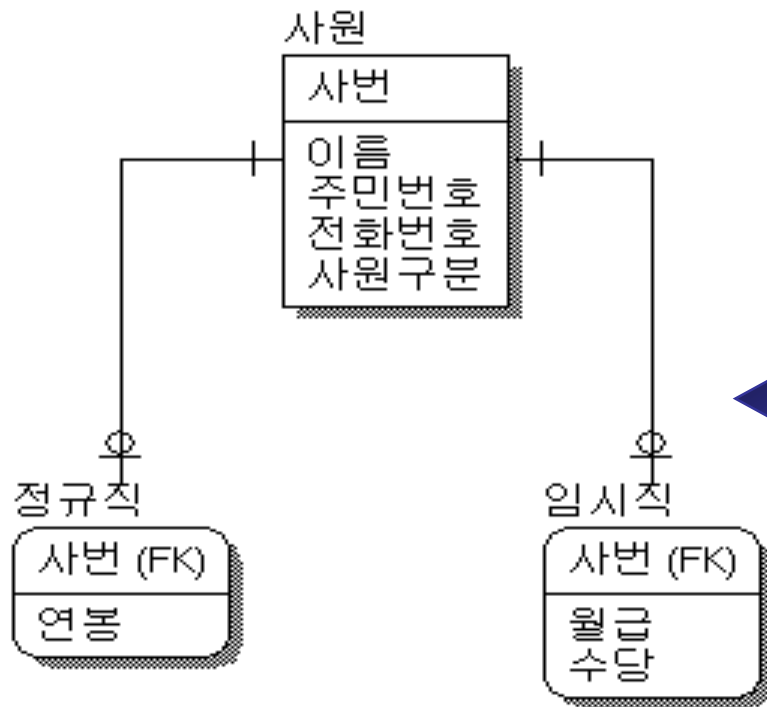 사원
사번
이름
주민번호
전화번호
사원구분
정규직
사번 (FK)
연봉
임시직
사번 (FK)
월급
수당